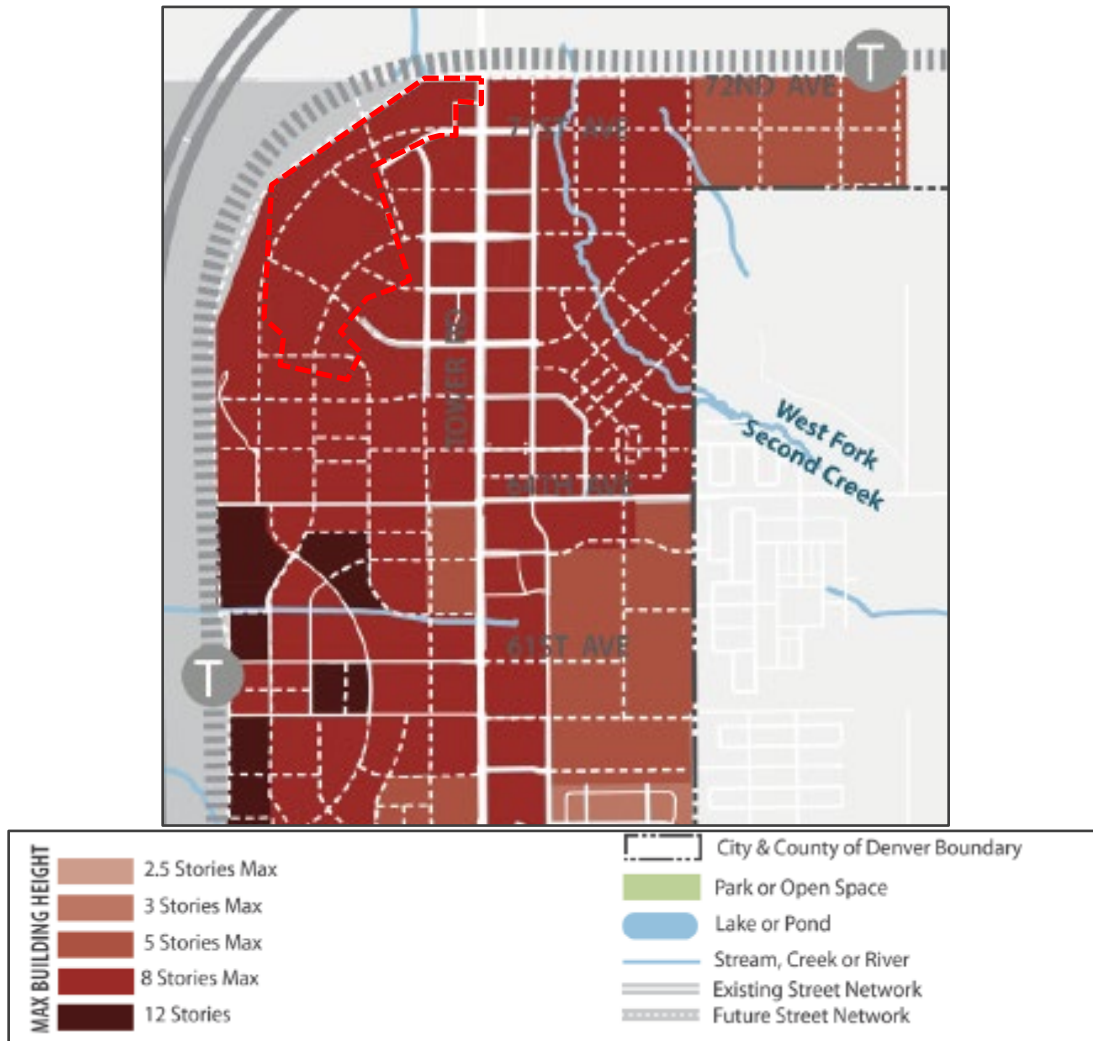 T
72ND AVE
71ST AVE
TOWER RD
West Fork
Second Creek
64TH AVE
61ST AVE
T
MAX BUILDING HEIGHT
2.5 Stories Max
3 Stories Max
5 Stories Max
8 Stories Max
12 Stories
City & County of Denver Boundary
Park or Open Space
Lake or Pond
Stream, Creek or River
Existing Street Network
Future Street Network